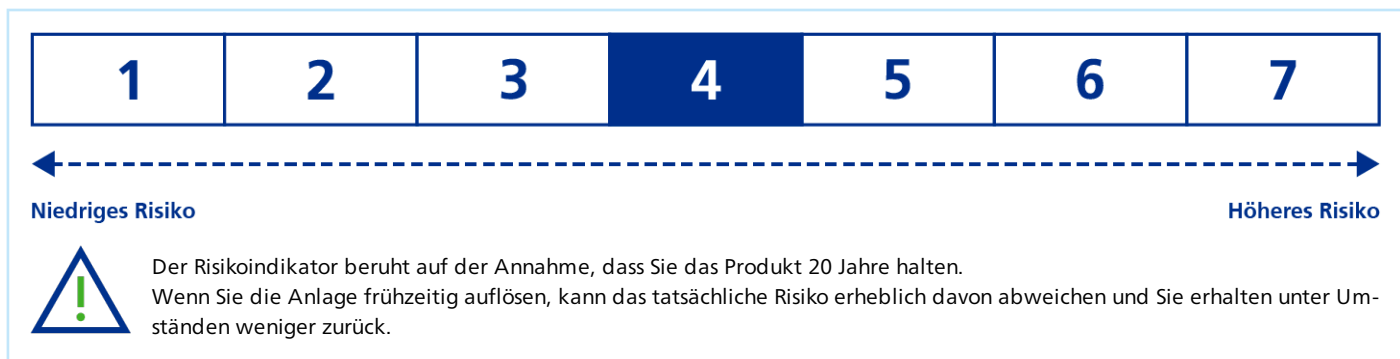 1 2 3 4 5 6 7
Niedriges Risiko Höheres Risiko
Der Risikoindikator beruht auf der Annahme, dass Sie das Produkt 20 Jahre halten.
Wenn Sie die Anlage frühzeitig auflösen, kann das tatsächliche Risiko erheblich davon abweichen und Sie erhalten unter Um-
ständen weniger zurück.